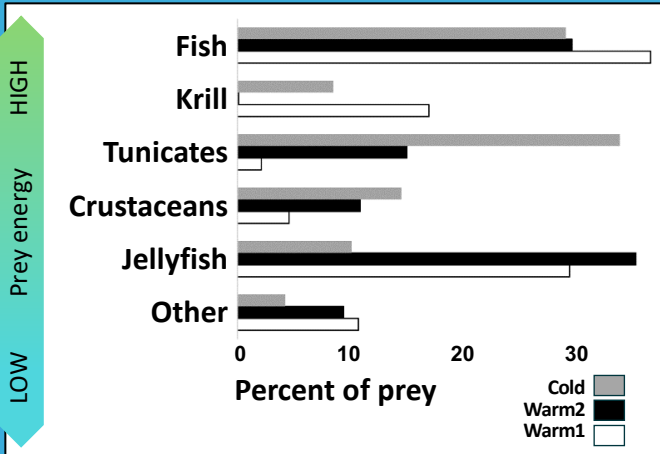 HIGH
Prey energy
LOW
Fish
Krill
Tunicates
Crustaceans
Jellyfish
Other
0 10 20 30
Percent of prey
Cold
Warm2
Warm1